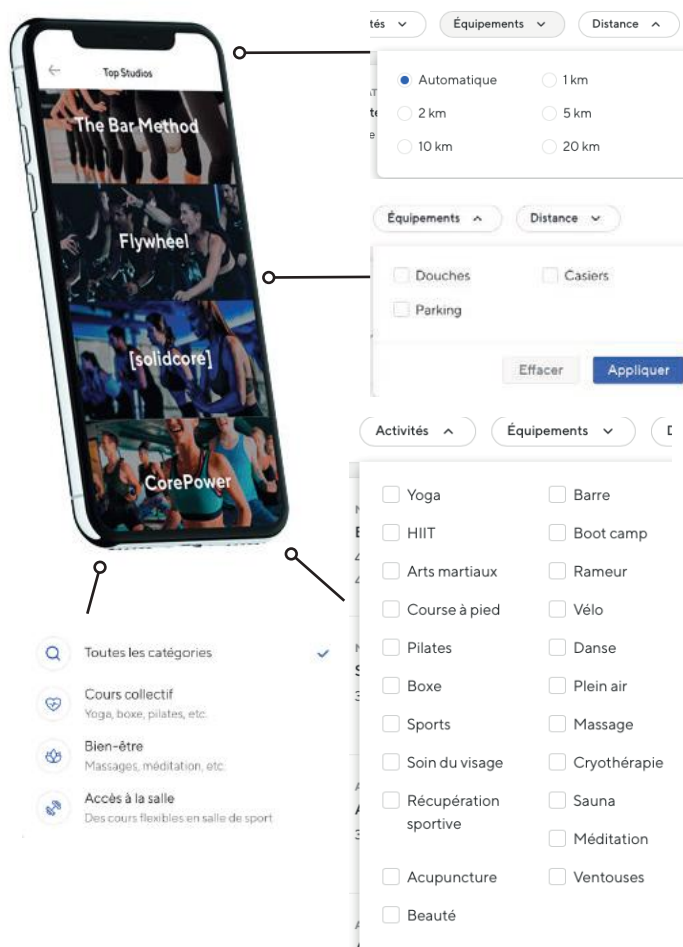 Top Studios
The Bar Method
Flywheel
[solidcore]
CorePower
tés
Équipements
Distance
Automatique
1 km
2 km
5 km
10 km
20 km
Équipements
Distance
Douches
Casiers
Parking
Effacer
Appliquer
Activités
Équipements
Yoga
Barre
HIIT
Boot camp
Arts martiaux
Rameur
Course à pied
Vélo
Pilates
Danse
Boxe
Plein air
Sports
Massage
Soin du visage
Cryothérapie
Récupération
sportive
Sauna
Méditation
Acupuncture
Ventouses
Beauté
Toutes les catégories
Cours collectif
Yoga, boxe, pilates, etc.
Bien-être
Massages, méditation, etc.
Accès à la salle
Des cours flexibles en salle de sport